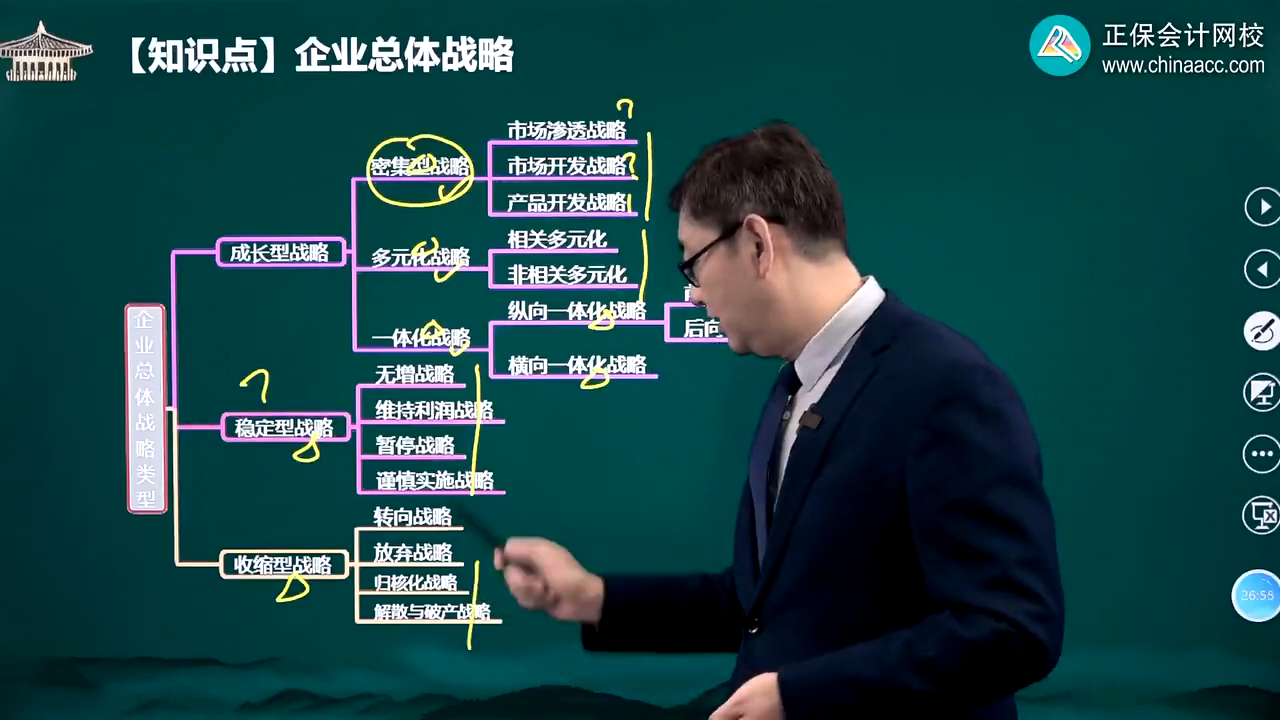 【知识点】企业总体战略
正保会计网校
www.chinaacc.com
企业总体战略类型
成长型战略
密集型战略
市场渗透战略
市场开发战略
产品开发战略
多元化战略
相关多元化
非相关多元化
一体化战略
纵向一体化战略
后向
横向一体化战略
稳定型战略
无增战略
维持利润战略
暂停战略
谨慎实施战略
收缩型战略
转向战略
放弃战略
归核化战略
解散与破产战略
26:58